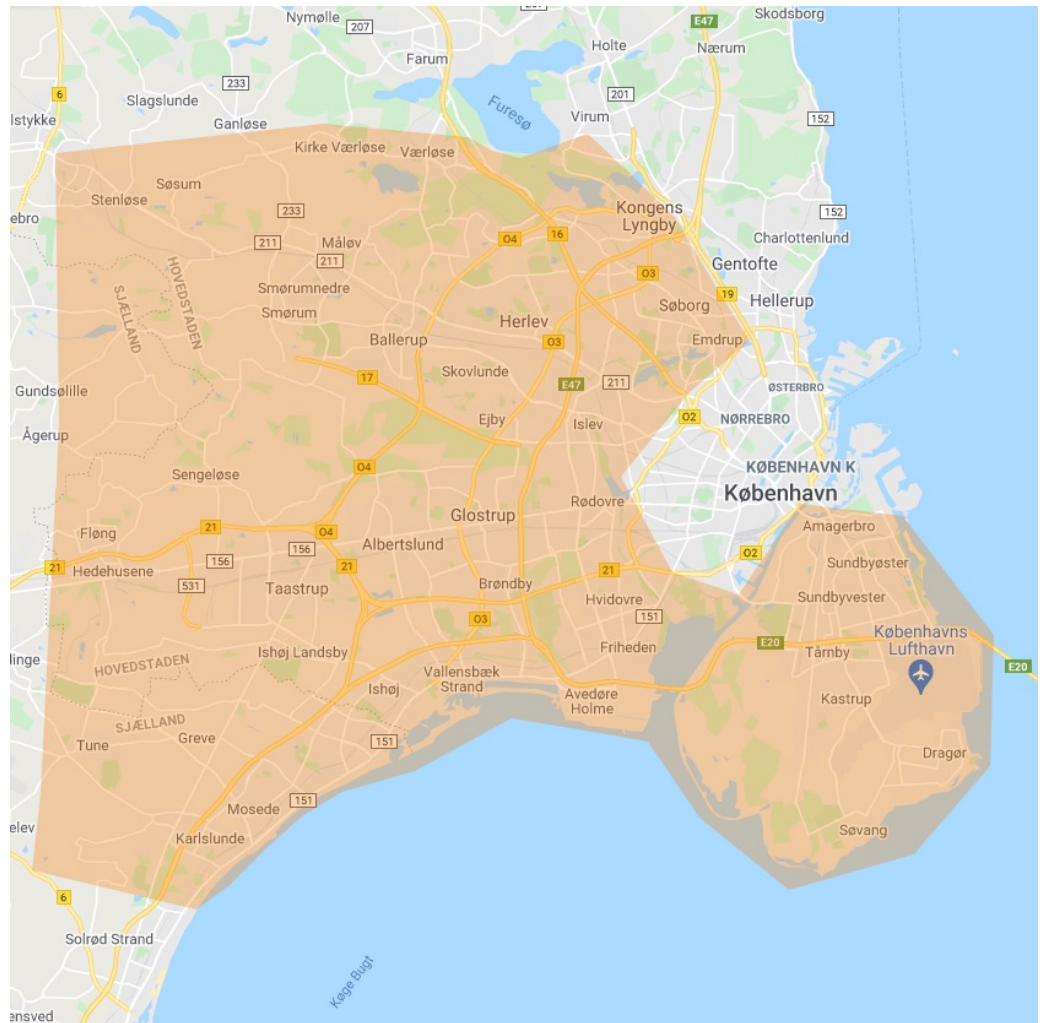 Skodsborg
Nymølle
E47
207
Holte
Nærum
Farum
233
201
6
Slagslunde
Furesø
Virum
152
lstykke
Ganløse
Kirke Værløse
Værløse
Søsum
Stenløse
Kongens
Lyngby
233
152
ebro
O4
16
Måløv
211
211
Charlottenlund
Gentofte
HOVEDSTADEN
SJÆLLAND
O3
Smørumnedre
19
Hellerup
Smørum
Søborg
Herlev
Ballerup
O3
Emdrup
Skovlunde
17
E47
211
ØSTERBRO
Gundsølille
Ejby
Islev
O2
NØRREBRO
Ågerup
O4
Sengeløse
KØBENHAVN K
København
Rødovre
Glostrup
21
O4
Amagerbro
Fløng
Albertslund
156
O2
156
Sundbyøster
21
Hedehusene
21
21
531
Taastrup
Brøndby
Hvidovre
Sundbyvester
151
O3
Københavns
Lufthavn
E20
Friheden
Ishøj Landsby
Tårnby
linge
HOVEDSTADEN
E20
Vallensbæk
Strand
Ishøj
Avedøre
Holme
Kastrup
SJÆLLAND
Greve
151
Tune
Dragør
Mosede
151
elev
Karlslunde
Søvang
6
Solrød Strand
Køge Bugt
ensved